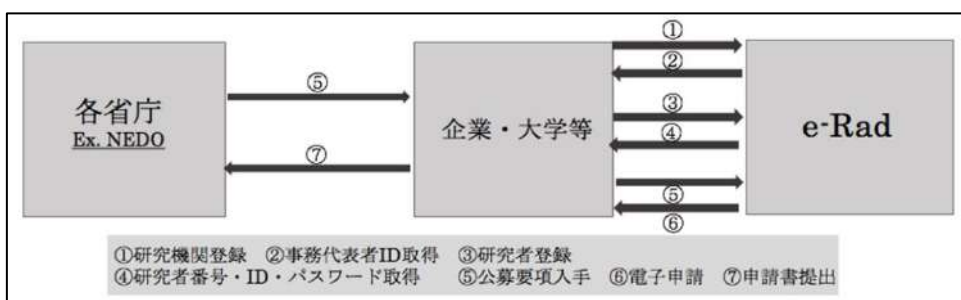 ①
②
各省庁
Ex. NEDO
⑤
⑦
企業・大学等
③
④
⑤
⑥
e-Rad
①研究機関登録 ②事務代表者ID取得 ③研究者登録
④研究者番号・ID・パスワード取得 ⑤公募要項入手 ⑥電子申請 ⑦申請書提出